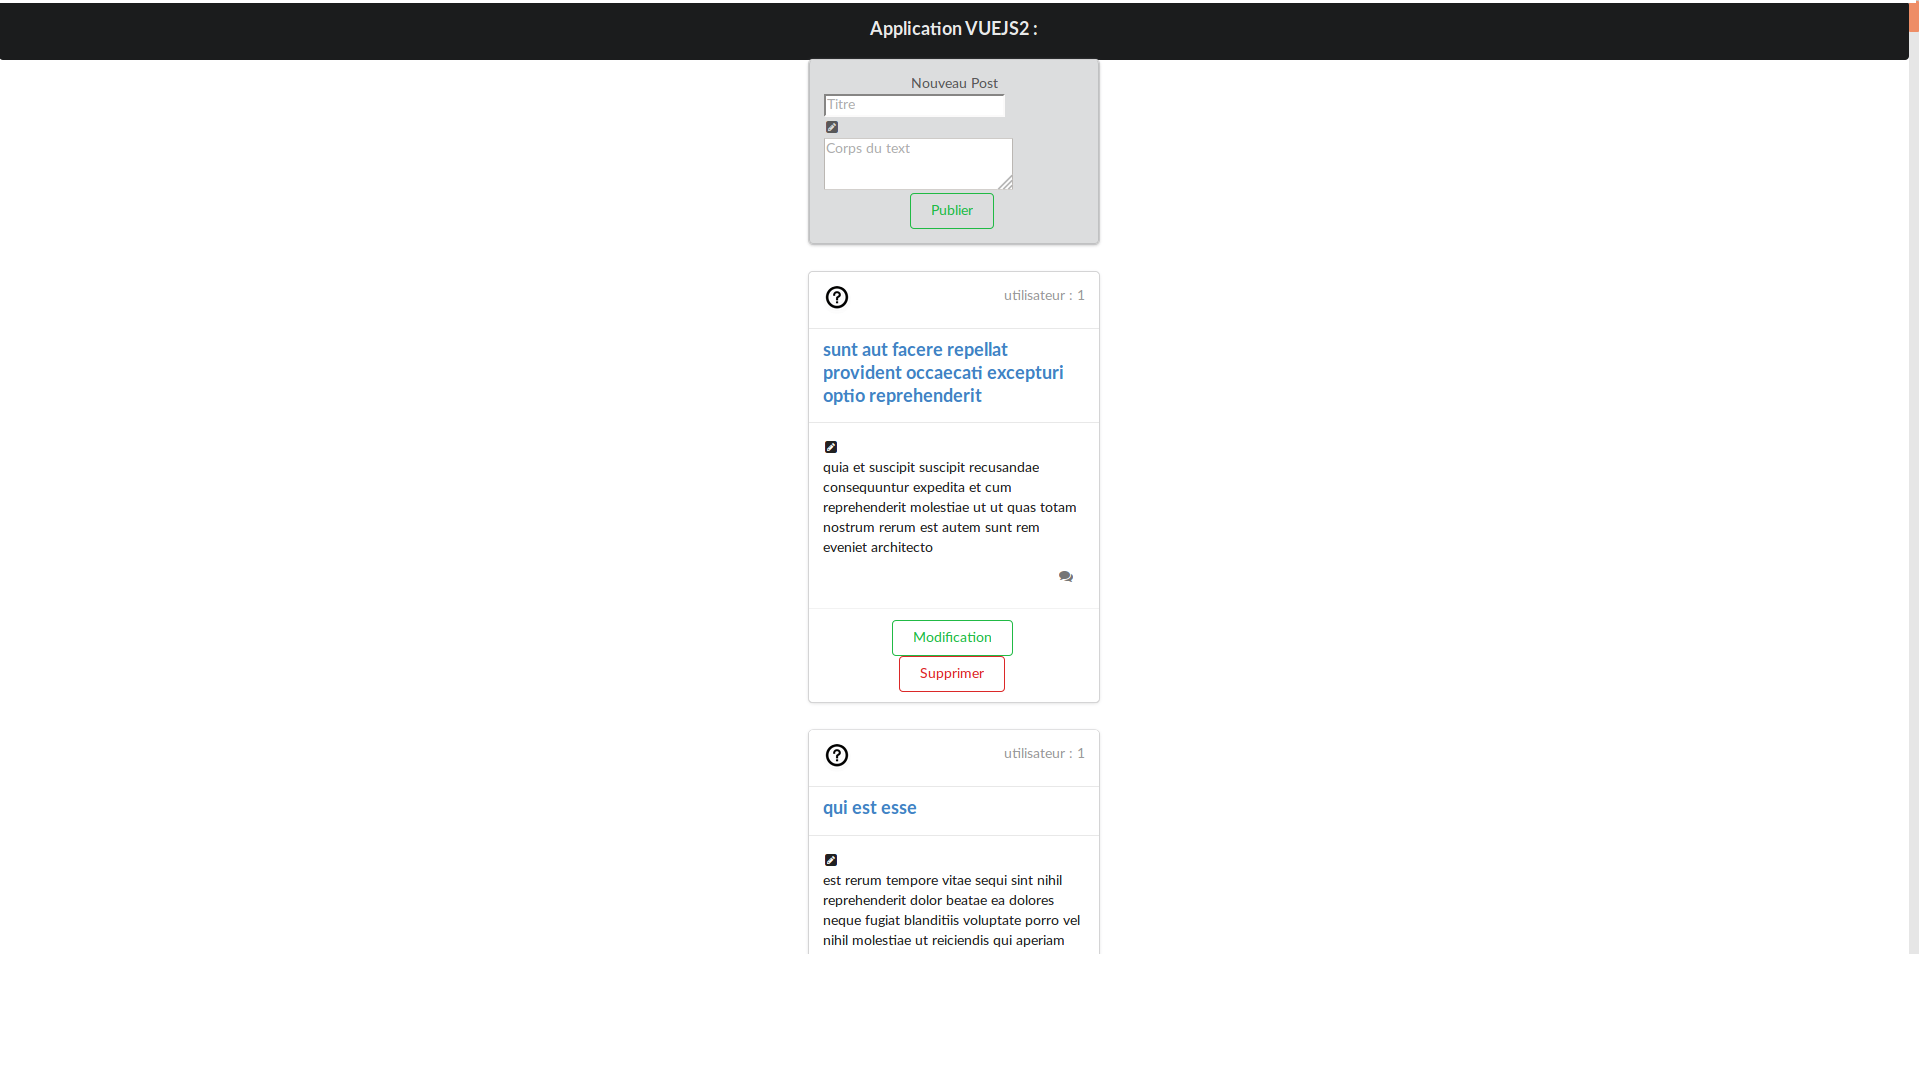 Application VUEJS2 :
Nouveau Post
Titre
Corps du text
Publier
utilisateur : 1
sunt aut facere repellat
provident occaecati excepturi
optio reprehenderit
quia et suscipit suscipit recusandae
consequuntur expedita et cum
reprehenderit molestiae ut ut quas totam
nostrum rerum est autem sunt rem
eveniet architecto
Modification
Supprimer
utilisateur : 1
qui est esse
est rerum tempore vitae sequi sint nihil
reprehenderit dolor beatae ea dolores
neque fugiat blanditiis voluptate porro vel
nihil molestiae ut reiciendis qui aperiam